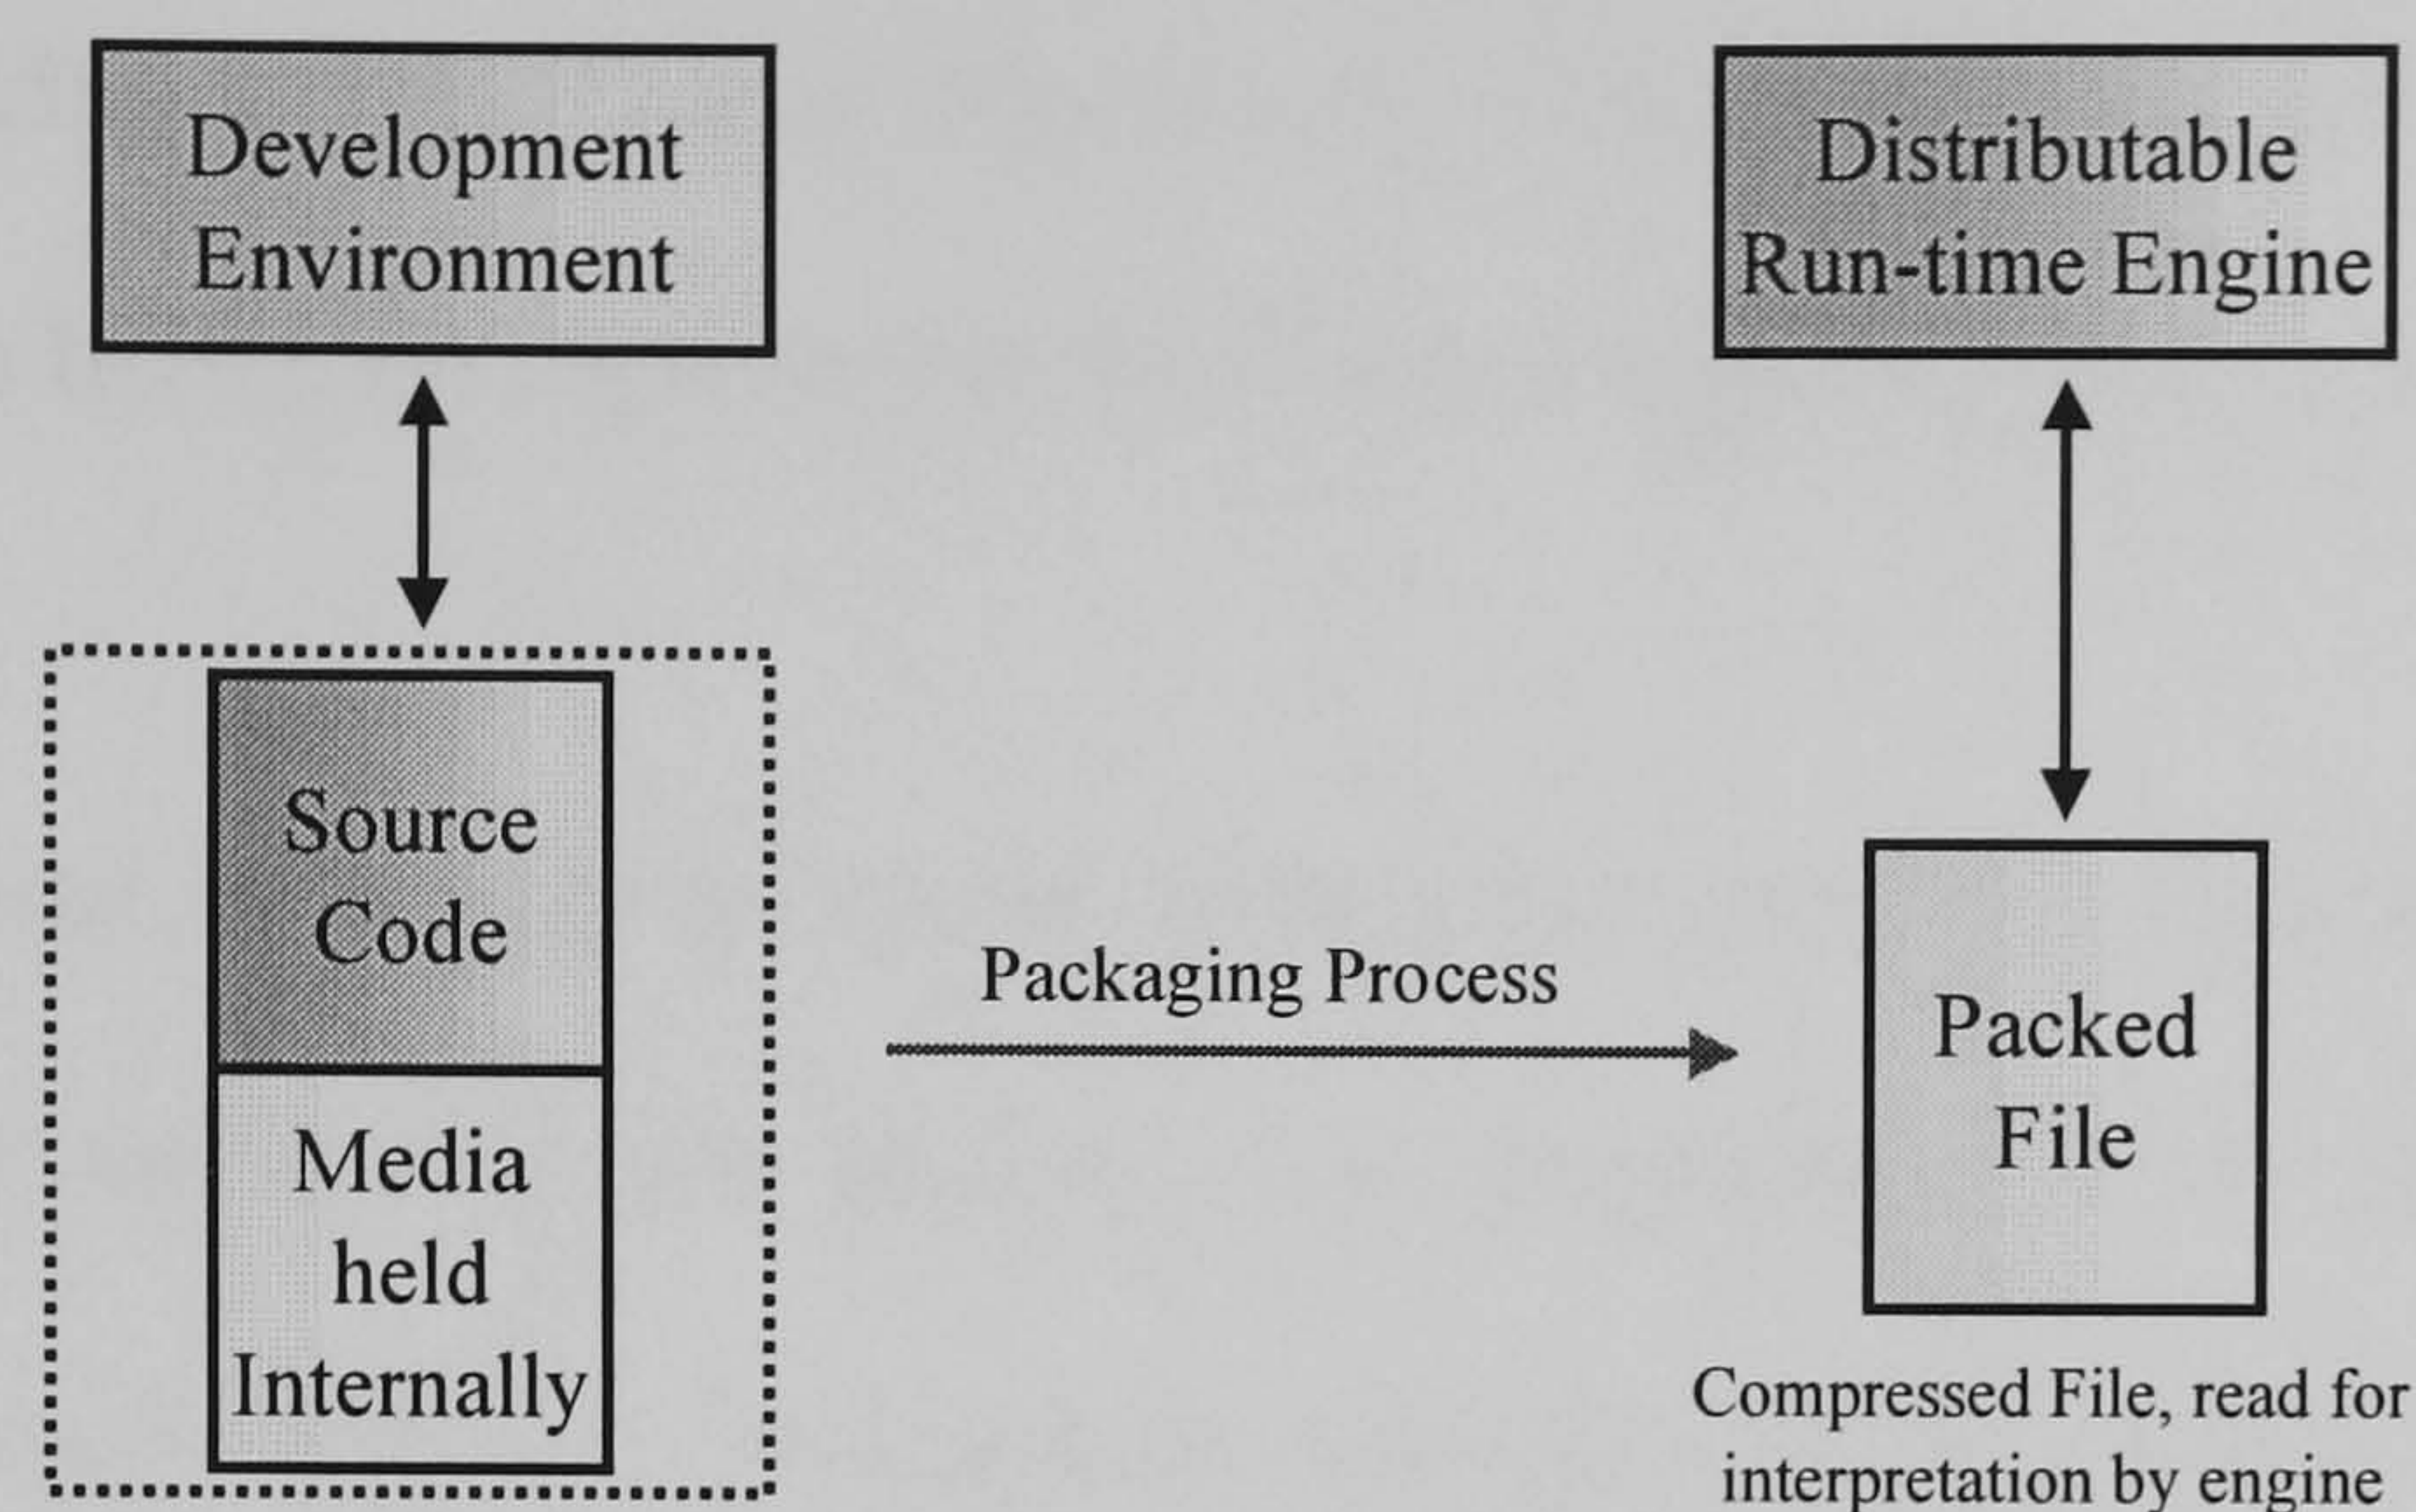 Development
Environment
Distributable
Run-time Engine
Source
Code
Media
held
Internally
Packaging Process
Packed
File
Compressed File, read for
interpretation by engine